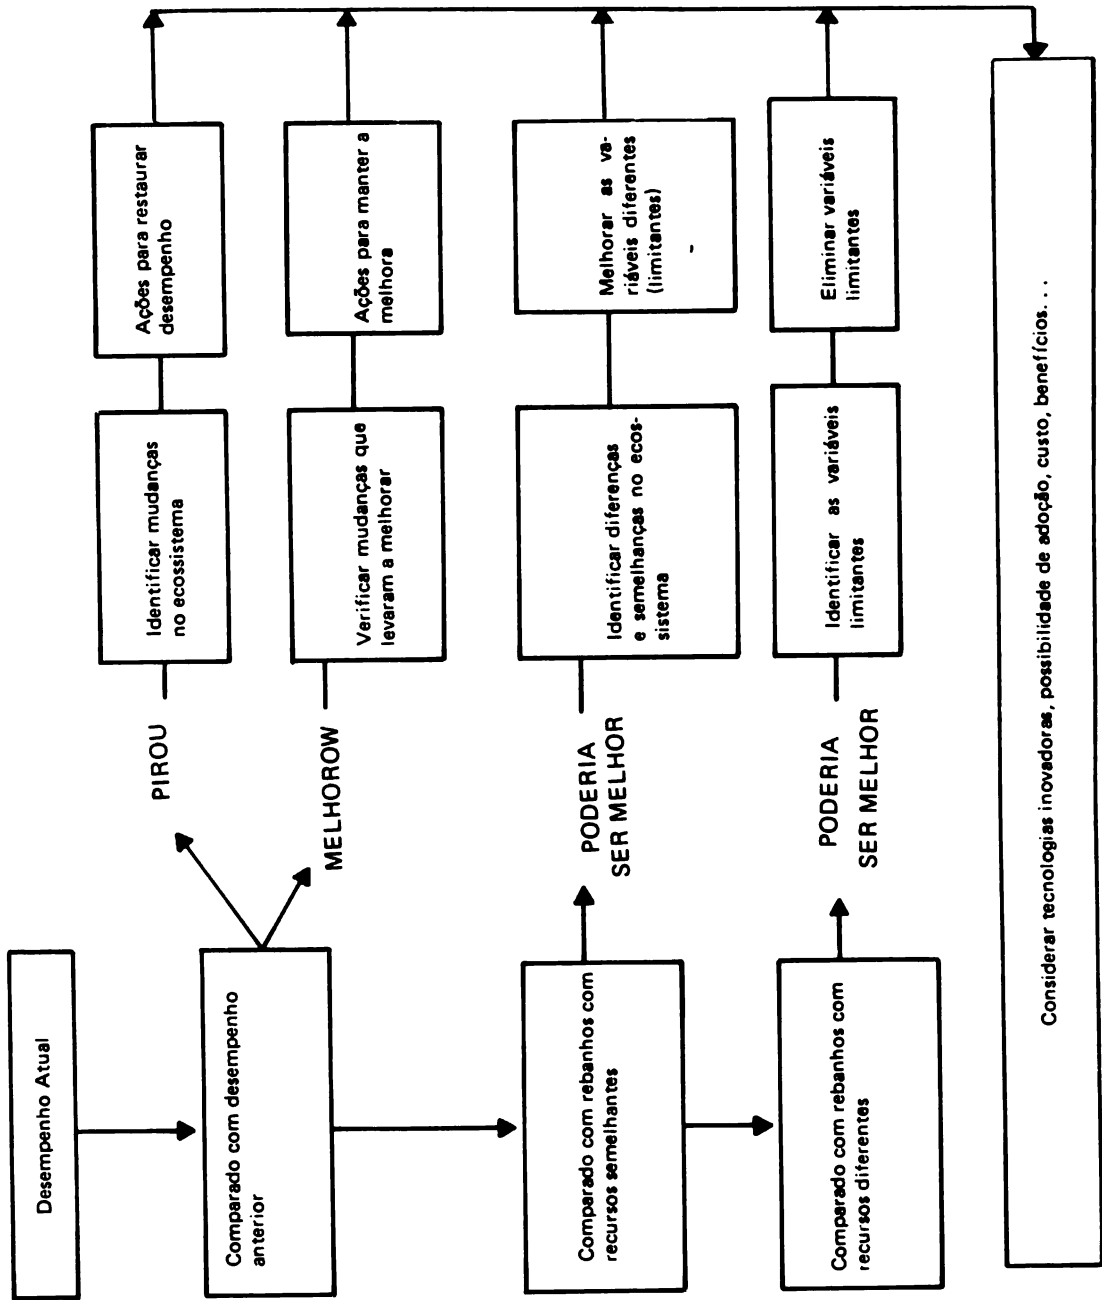 Desempenho Atual
Comparado com desempenho
anterior
PIROU
Identificar mudanças
no ecossistema
Ações para restaurar
desempenho
MELHOROW
Verificar mudanças que
levaram a melhorar
Ações para manter a
melhora
Comparado com rebanhos com
recursos semelhantes
PODERIA
SER MELHOR
Identificar diferenças
e semelhanças no ecos-
sistema
Melhorar as va-
riáveis diferentes
(limitantes)
Comparado com rebanhos com
recursos diferentes
PODERIA
SER MELHOR
Identificar as variáveis
limitantes
Eliminar variáveis
limitantes
Considerar tecnologias inovadoras, possibilidade de adoção, custo, benefícios...